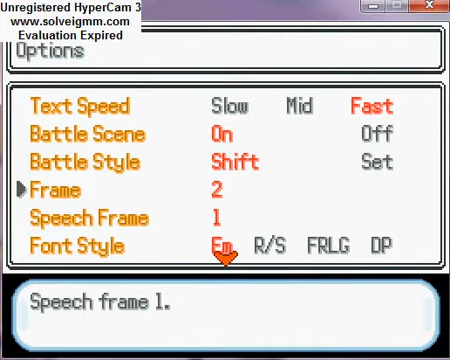 Unregistered HyperCam 3
www.solveigmm.com
Evaluation Expired
Options
Text Speed Slow Mid Fast
Battle Scene On Off
Battle Style Shift Set
Frame 2
Speech Frame 1
Font Style Em R/S FRLG DP
Speech frame 1.